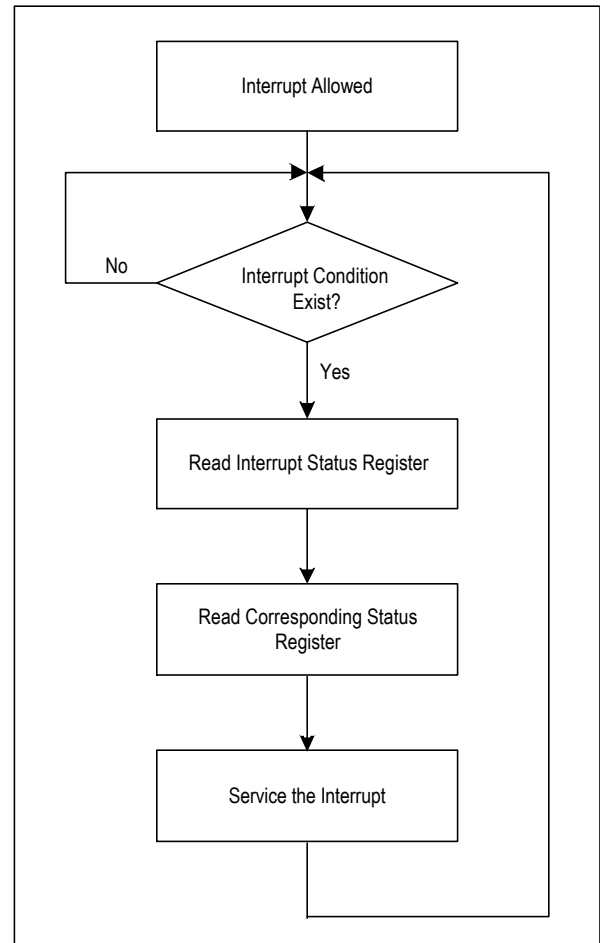 Interrupt Allowed
No
Interrupt Condition
Exist?
Yes
Read Interrupt Status Register
Read Corresponding Status
Register
Service the Interrupt